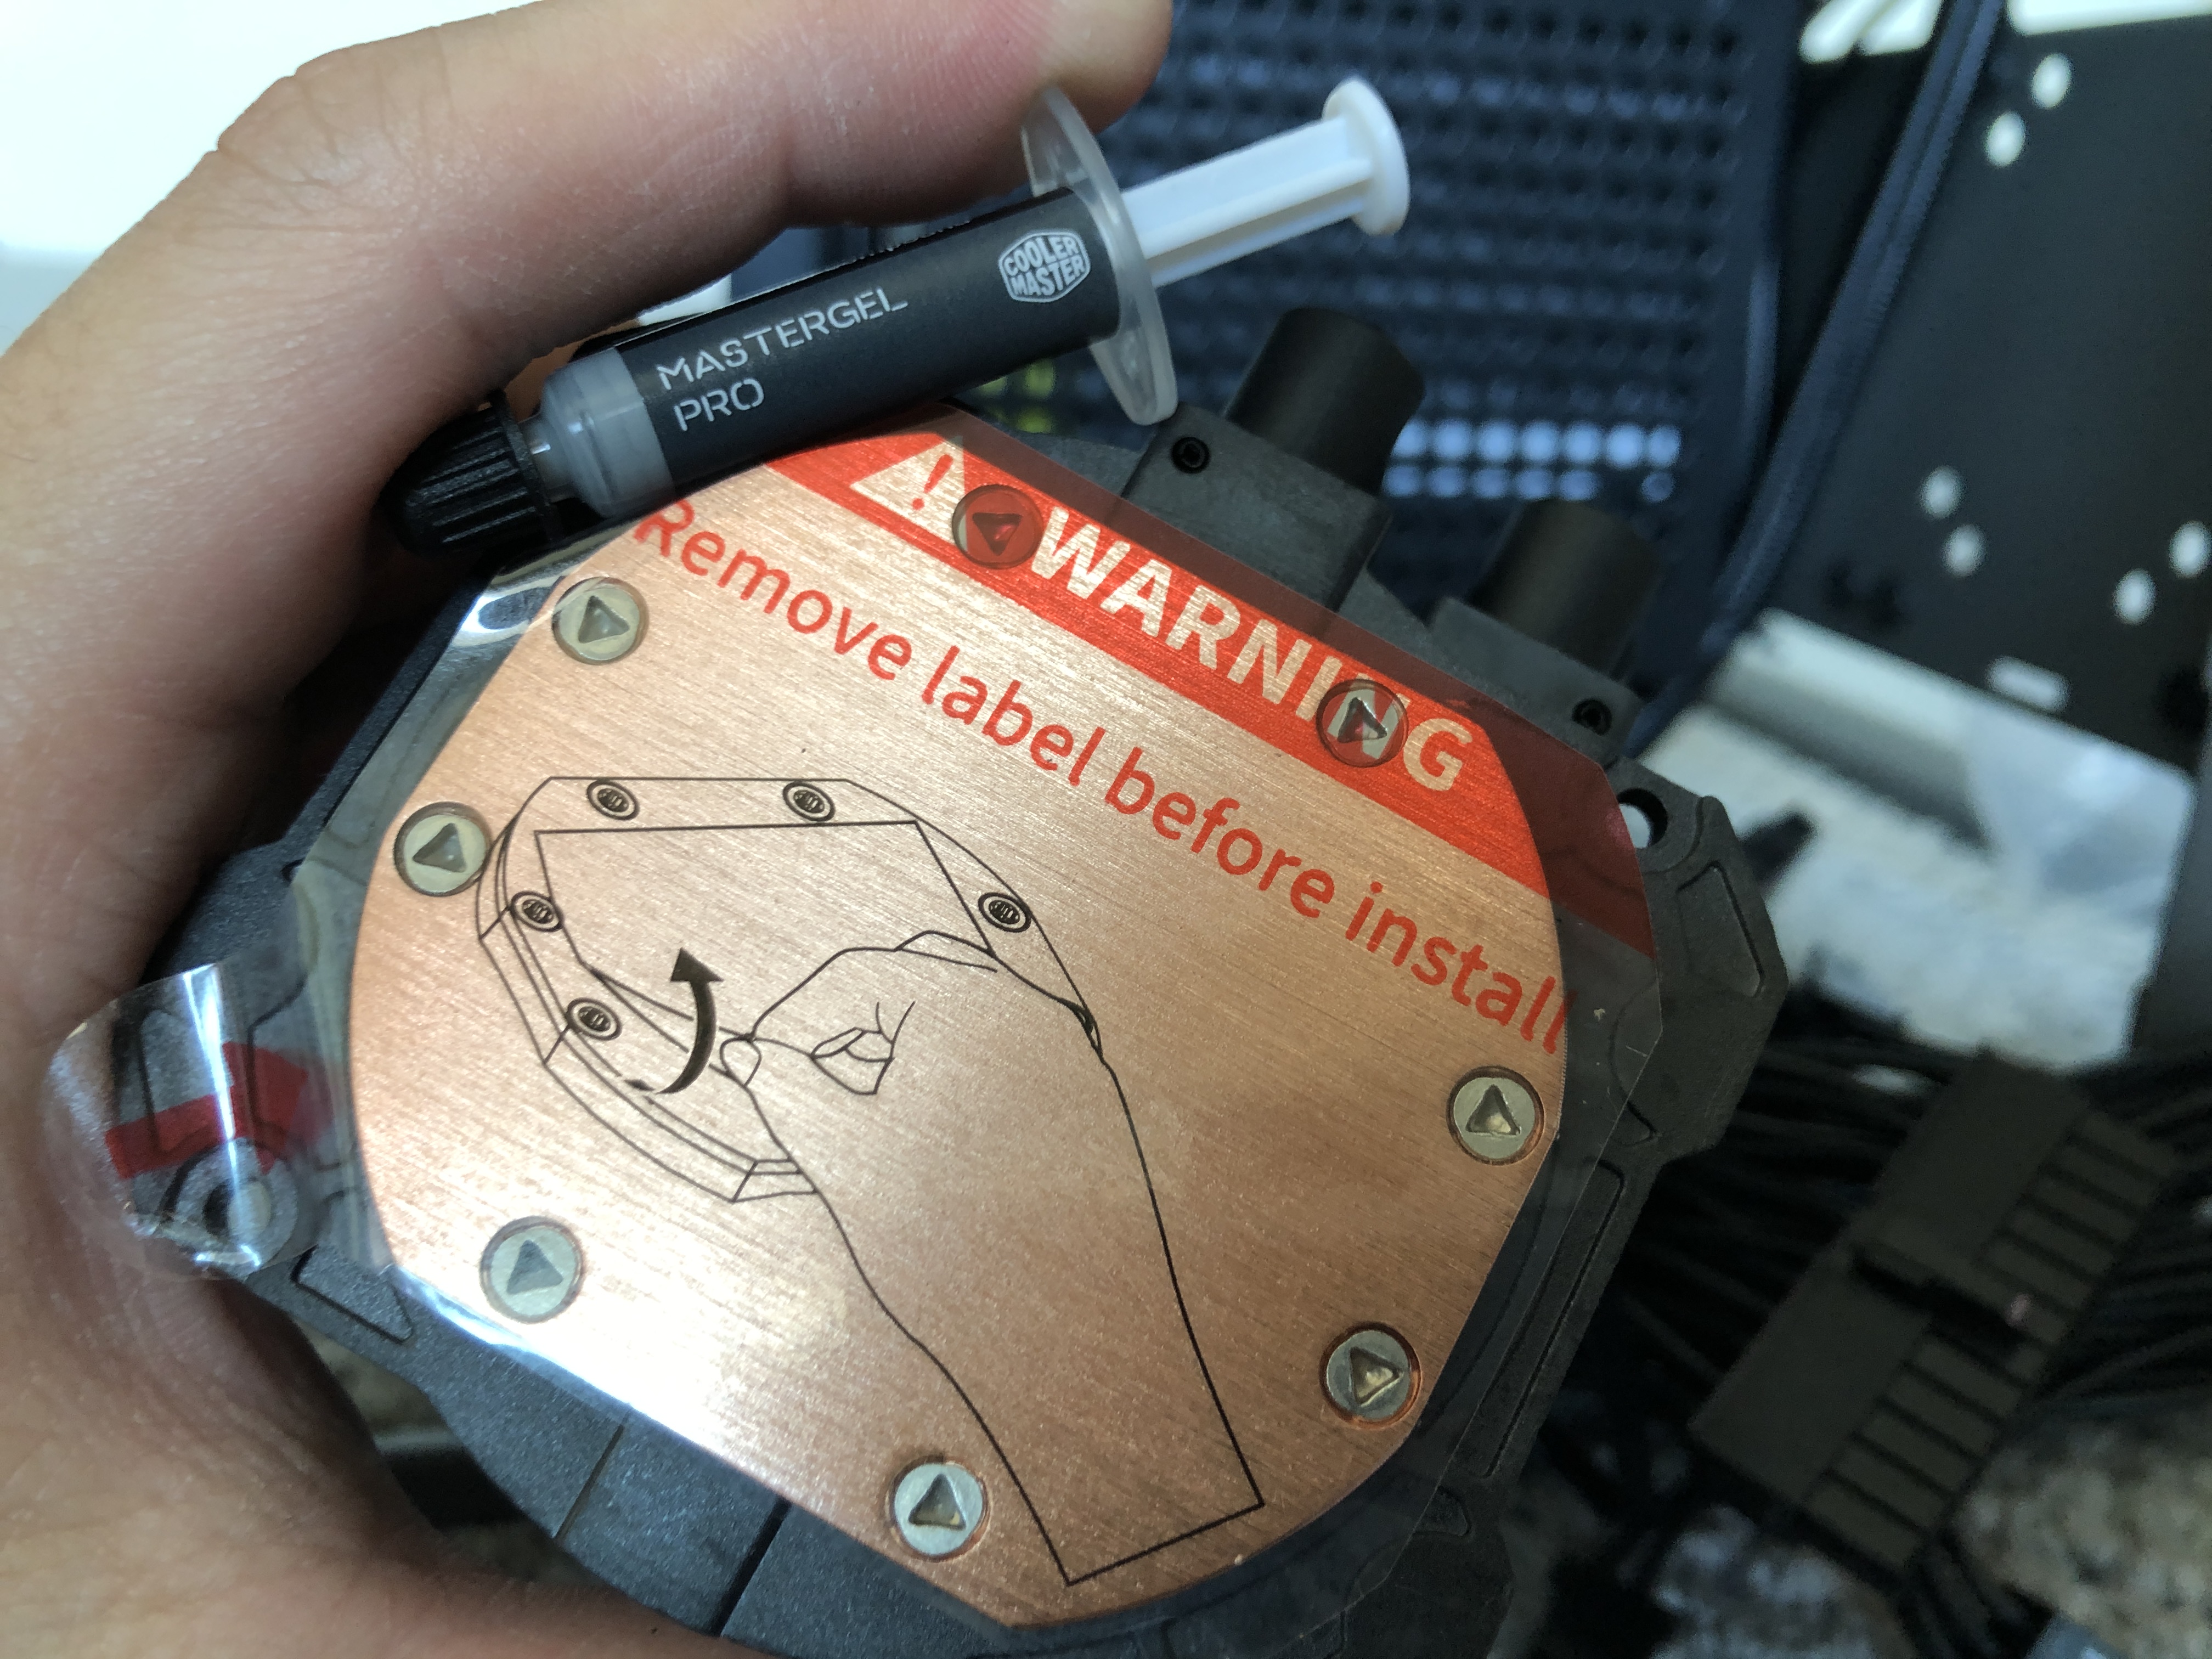 COOLER
MASTER
MASTERGEL
PRO
! WARNING
Remove label before install